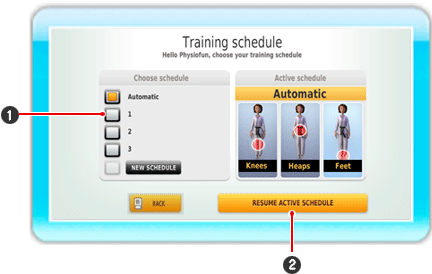 Training schedule
Hello Physiofun, choose your training schedule
Choose schedule
Active schedule
Automatic
1
2
3
NEW SCHEDULE
Automatic
Knees
Heaps
Feet
BACK
RESUME ACTIVE SCHEDULE
1
2